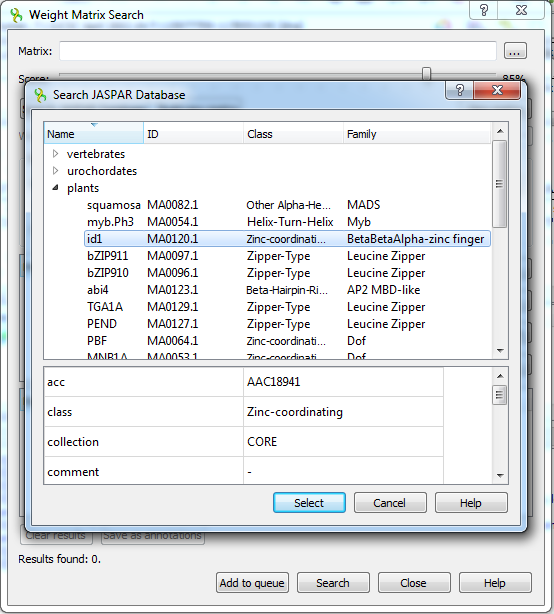 Weight Matrix Search
Matrix:
...
Score: 85%
Search JASPAR Database
Name ID Class Family
vertebrates
urochordates
plants
squamosa MA0082.1 Other Alpha-He... MADS
myb.Ph3 MA0054.1 Helix-Turn-Helix Myb
id1 MA0120.1 Zinc-coordinati... BetaBetaAlpha-zinc finger
bZIP911 MA0097.1 Zipper-Type Leucine Zipper
bZIP910 MA0096.1 Zipper-Type Leucine Zipper
abi4 MA0123.1 Beta-Hairpin-Ri... AP2 MBD-like
TGA1A MA0129.1 Zipper-Type Leucine Zipper
PEND MA0127.1 Zipper-Type Leucine Zipper
PBF MA0064.1 Zinc-coordinati... Dof
MNB1A MA0053.1 Zinc-coordinati... Dof
acc AAC18941
class Zinc-coordinating
collection CORE
comment -
Select Cancel Help
Clear results Save as annotations
Results found: 0.
Add to queue Search Close Help